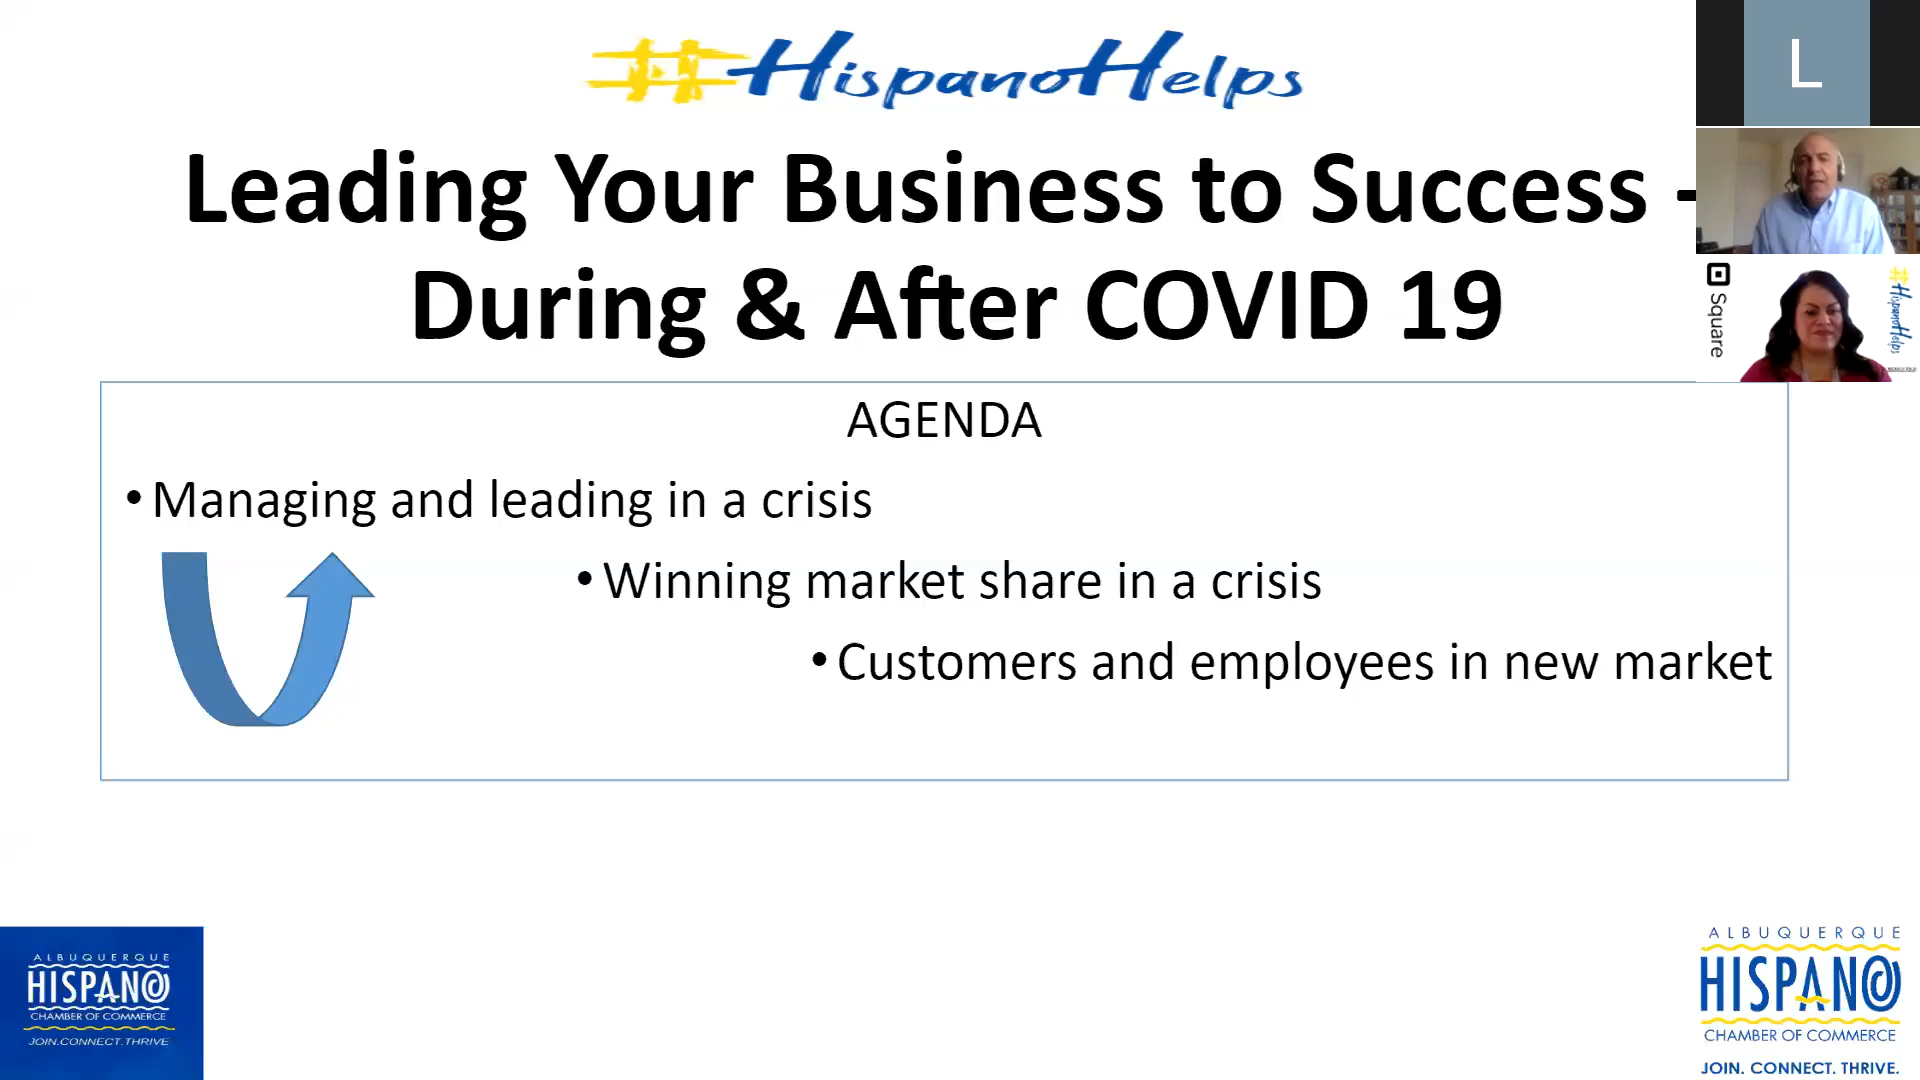 #HispanoHelps
L
Leading Your Business to Success -
During & After COVID 19
Square
#HispanoHelps
AGENDA
• Managing and leading in a crisis
• Winning market share in a crisis
• Customers and employees in new market
ALBUQUERQUE
HISPANO
CHAMBER OF COMMERCE
JOIN.CONNECT.THRIVE
ALBUQUERQUE
HISPANO
CHAMBER OF COMMERCE
JOIN. CONNECT. THRIVE.